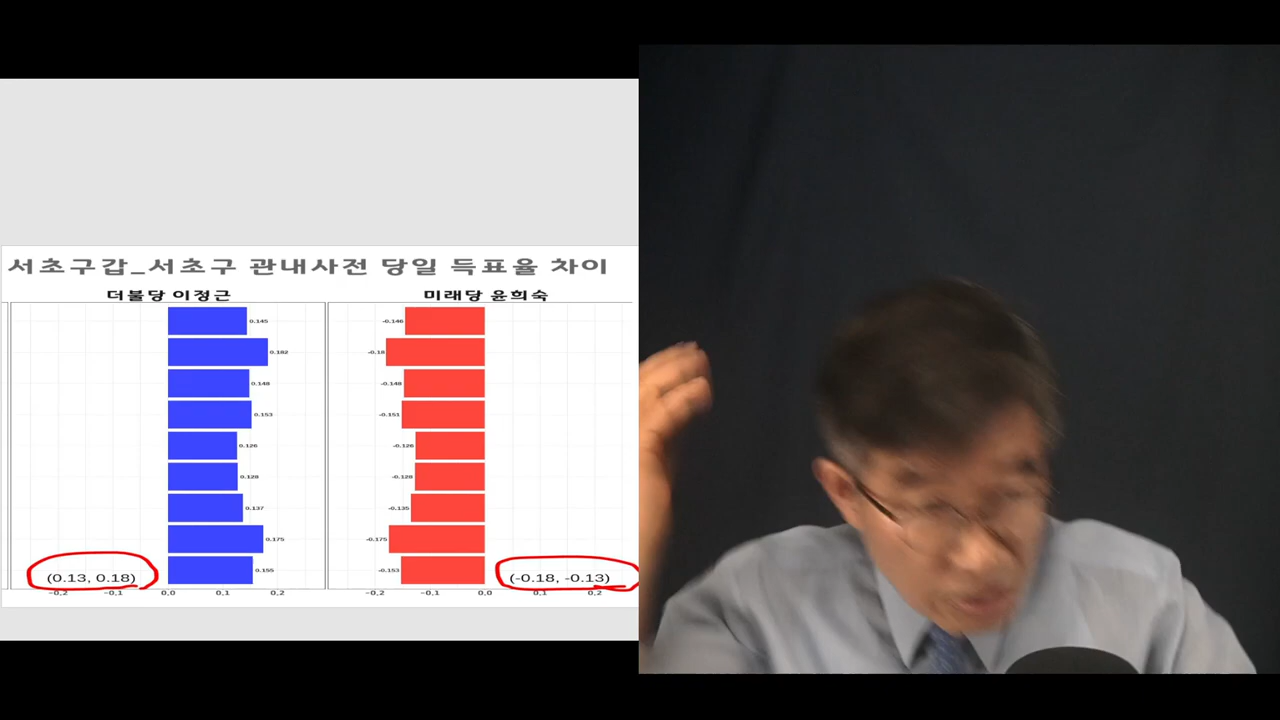 서초구갑_서초구 관내사전 당일 득표율 차이
더불당 이정근 미래당 윤희숙
0.145 -0.146
0.182 -0.18
0.148 -0.148
0.153 -0.151
0.126 -0.126
0.128 -0.129
0.137 -0.135
0.175 -0.175
0.155 -0.153
(0.13, 0.18) (-0.18, -0.13)
-0.2 -0.1 0.0 0.1 0.2 -0.2 -0.1 0.0 0.1 0.2